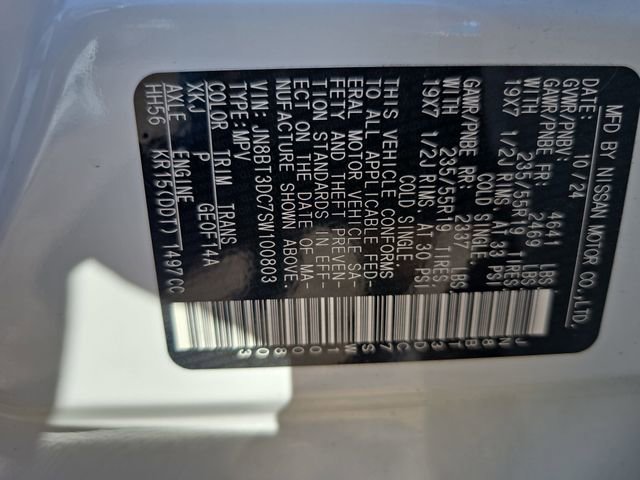 MFD. BY NISSAN MOTOR CO.,LTD.
DATE: 10/24
GVWR/PNBV: 4641 LBS
GAWR/PNBE FR: 2469 LBS
WITH 235/55R19 TIRES
19X7 1/2J RIMS AT 33 PSI
COLD SINGLE
GAWR/PNBE RR: 2337 LBS
WITH 235/55R19 TIRES
19X7 1/2J RIMS AT 30 PSI
COLD SINGLE
THIS VEHICLE CONFORMS
TO ALL APPLICABLE FED-
ERAL MOTOR VEHICLE SA-
FETY AND THEFT PREVEN-
TION STANDARDS IN EFF-
ECT ON THE DATE OF MA
NUFACTURE SHOWN ABOVE.
VIN: JN8BT3DC7SW100803
TYPE: MPV
COLOR TRIM TRANS
XKJ P GE0F14A
AXLE ENGINE
HH56 KR15(DDT) 1497CC
JN8BT3DC7SW100803